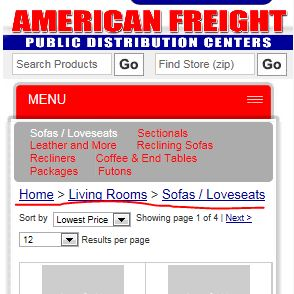 AMERICAN FREIGHT
PUBLIC DISTRIBUTION CENTERS
Search Products Go Find Store (zip) Go
MENU
Sofas / Loveseats Sectionals
Leather and More Reclining Sofas
Recliners Coffee & End Tables
Packages Futons
Home > Living Rooms > Sofas / Loveseats
Sort by Lowest Price Showing page 1 of 4 | Next >
12 Results per page